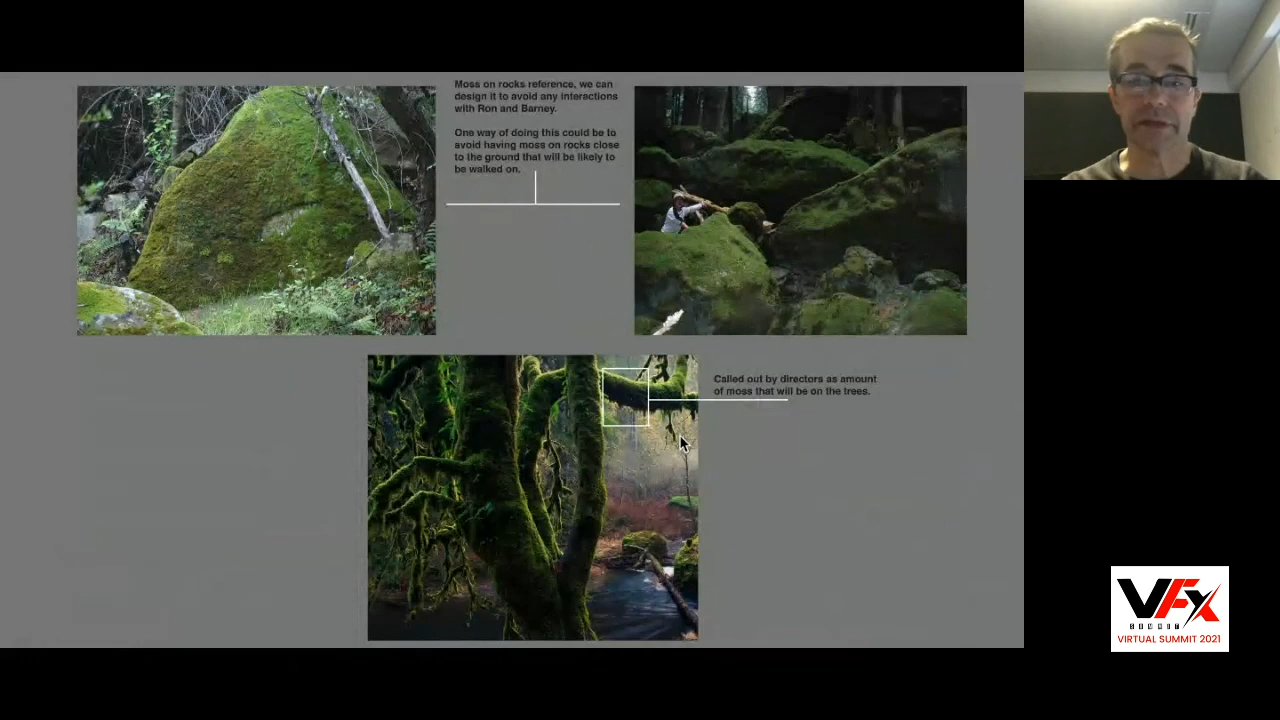 Moss on rocks reference, we can
design it to avoid any interactions
with Ron and Barney.
One way of doing this could be to
avoid having moss on rocks close
to the ground that will be likely to
be walked on.
Called out by directors as amount
of moss that will be on the trees.
VFX
SUMMIT
VIRTUAL SUMMIT 2021